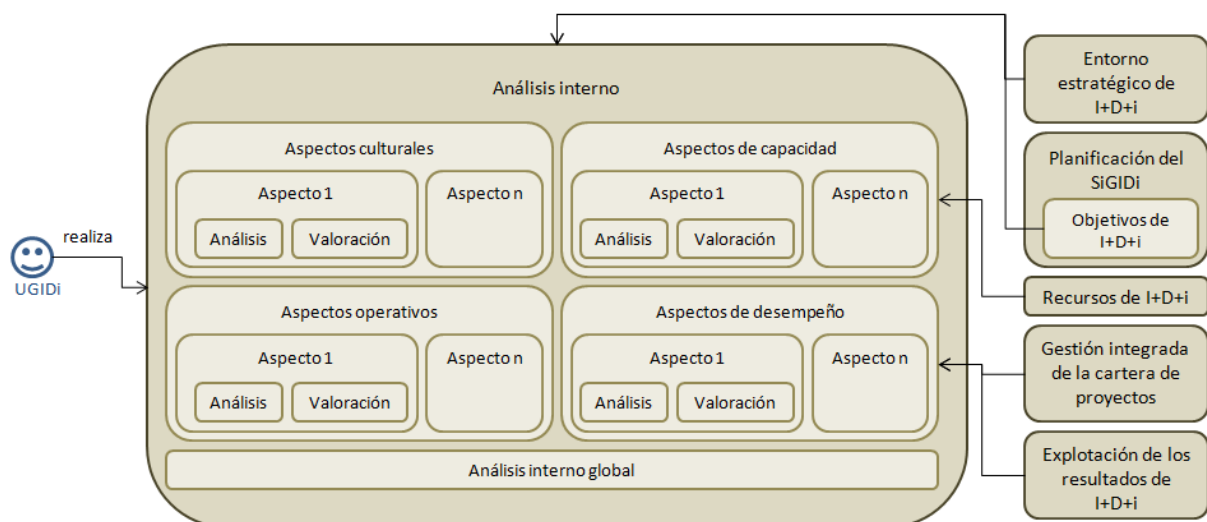 realiza
UGIDi
Análisis interno
Aspectos culturales
Aspecto 1
Análisis
Valoración
Aspecto n
Aspectos de capacidad
Aspecto 1
Análisis
Valoración
Aspecto n
Aspectos operativos
Aspecto 1
Análisis
Valoración
Aspecto n
Aspectos de desempeño
Aspecto 1
Análisis
Valoración
Aspecto n
Análisis interno global
Entorno
estratégico de
I+D+i
Planificación del
SiGIDi
Objetivos de
I+D+i
Recursos de I+D+i
Gestión integrada
de la cartera de
proyectos
Explotación de los
resultados de
I+D+i